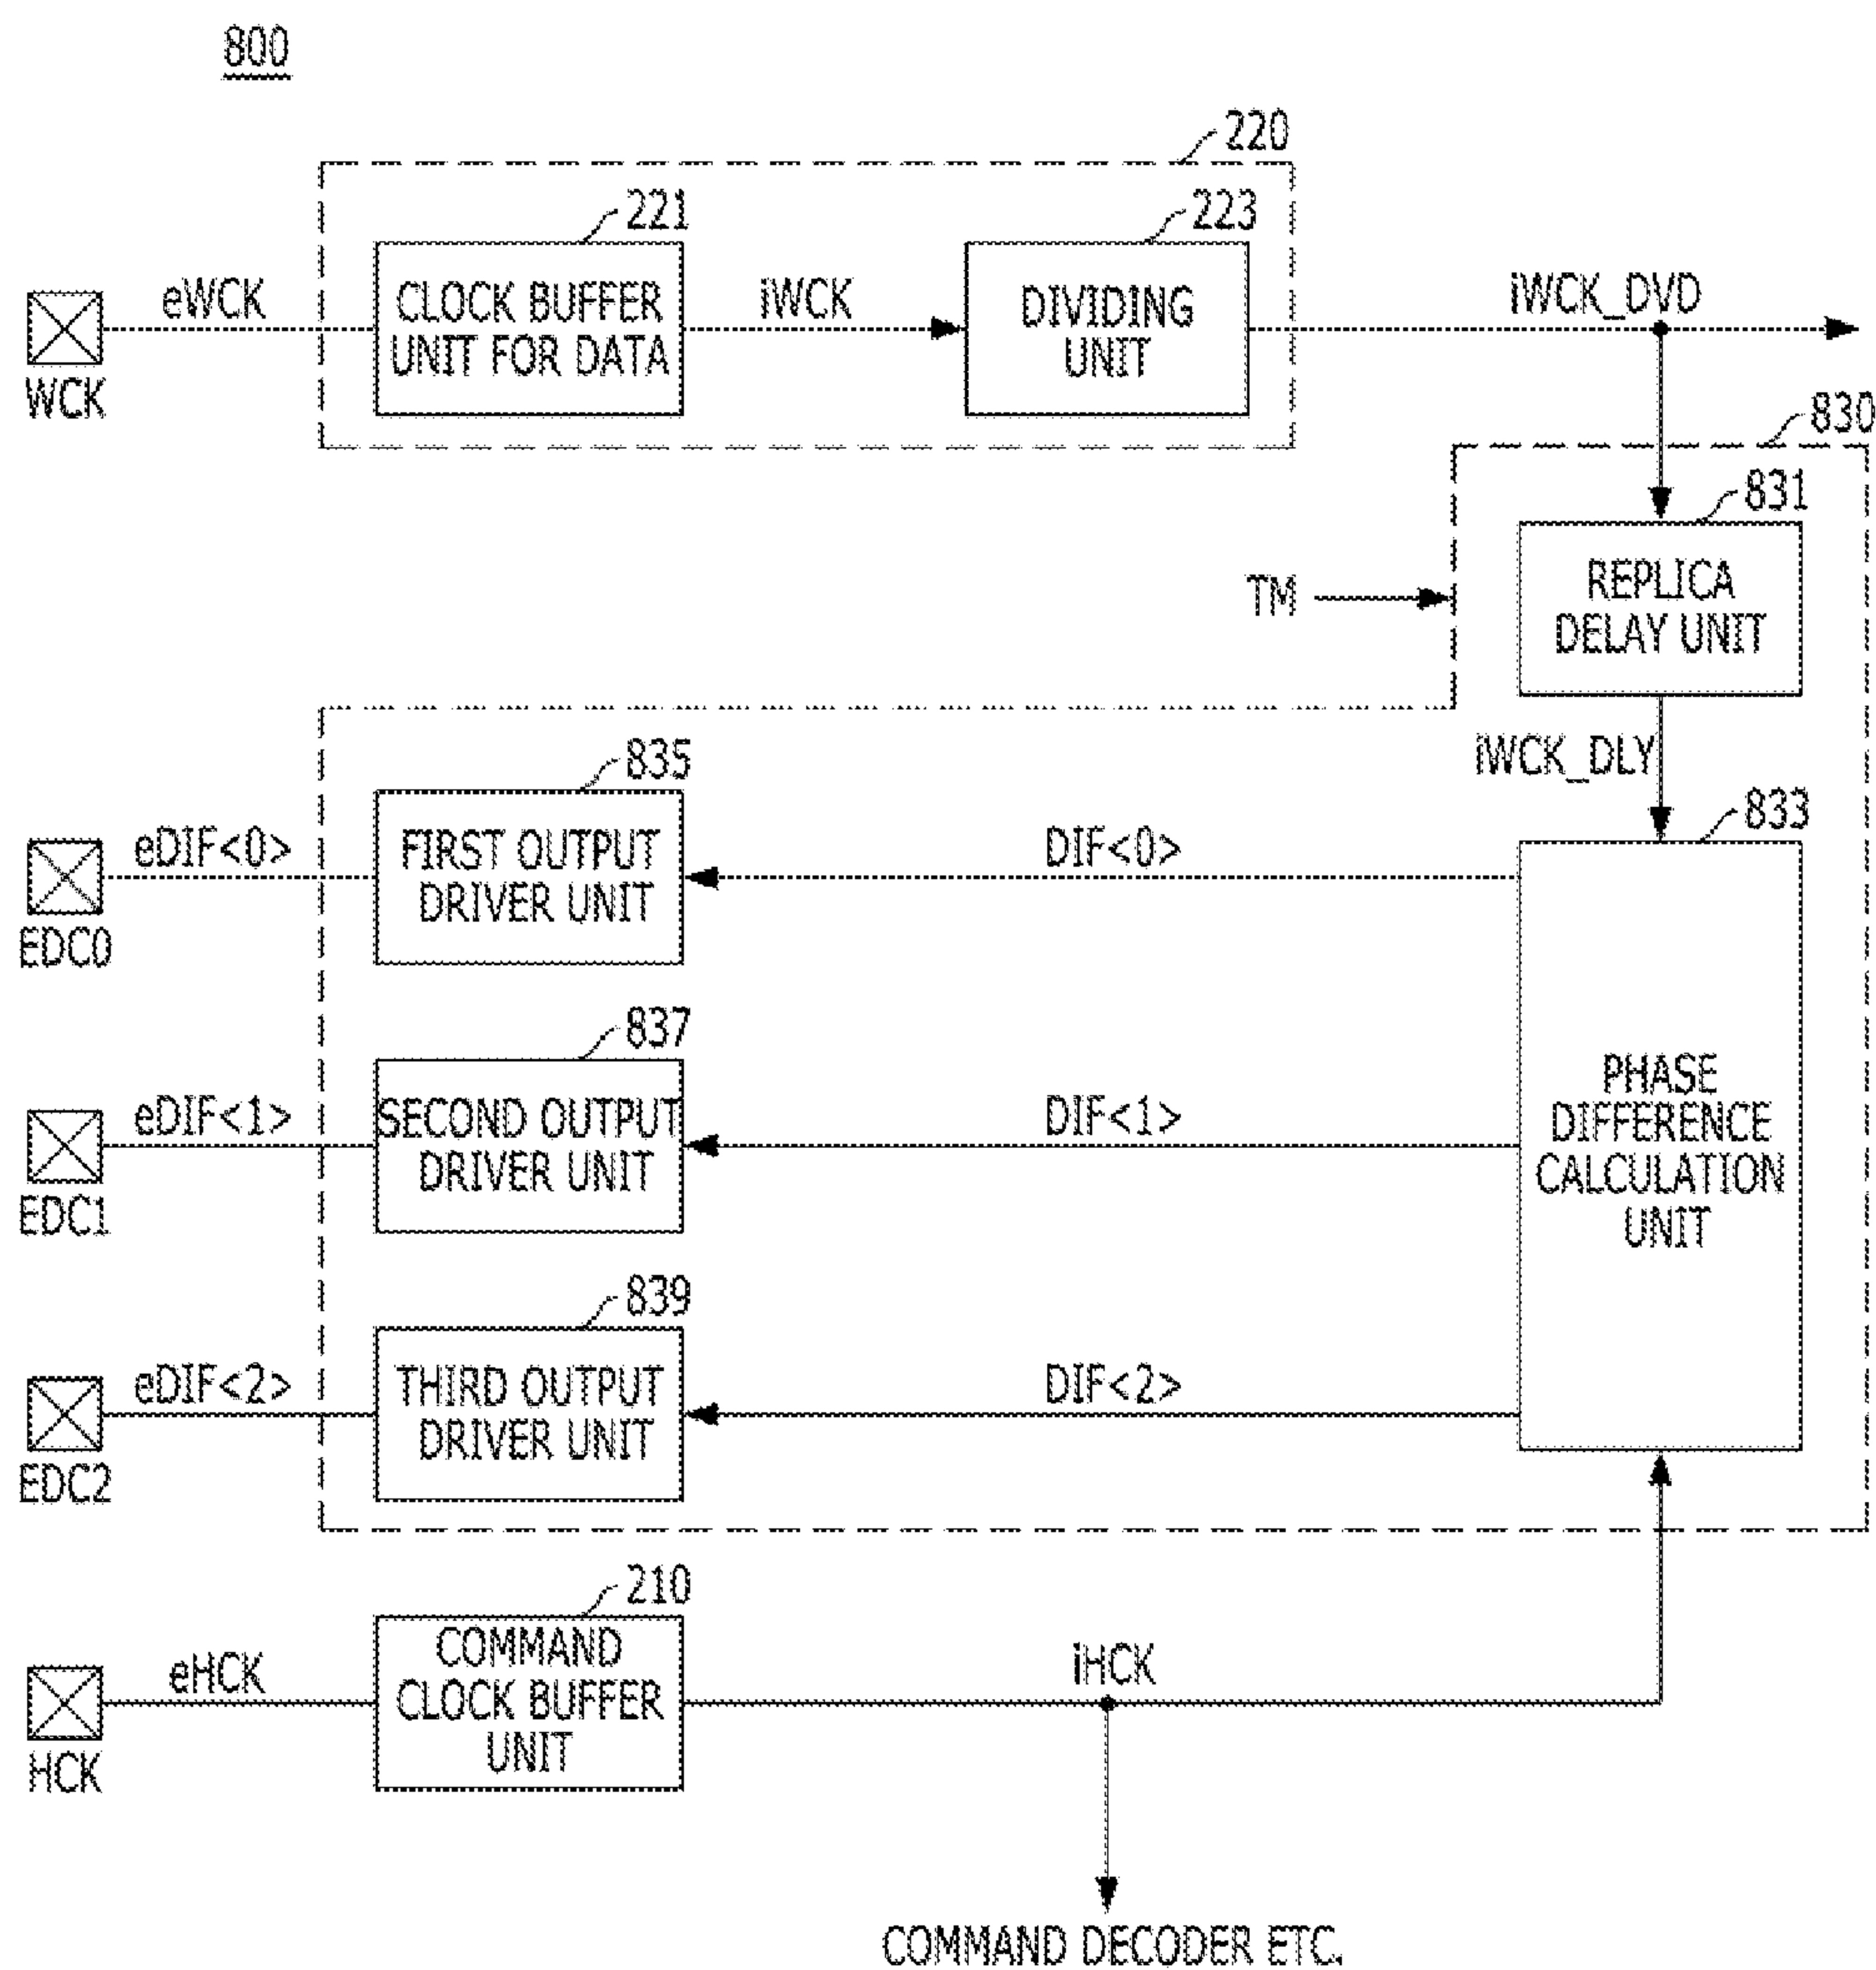 800
220
221
223
eWCK
CLOCK BUFFER
UNIT FOR DATA
iWCK
DIVIDING
UNIT
iWCK_DVD
WCK
830
831
TM
REPLICA
DELAY UNIT
iWCK_DLY
835
833
eDIF<0>
FIRST OUTPUT
DRIVER UNIT
DIF<0>
EDC0
837
eDIF<1>
SECOND OUTPUT
DRIVER UNIT
DIF<1>
PHASE
DIFFERENCE
CALCULATION
UNIT
EDC1
839
eDIF<2>
THIRD OUTPUT
DRIVER UNIT
DIF<2>
EDC2
210
eHCK
COMMAND
CLOCK BUFFER
UNIT
iHCK
HCK
COMMAND DECODER ETC.